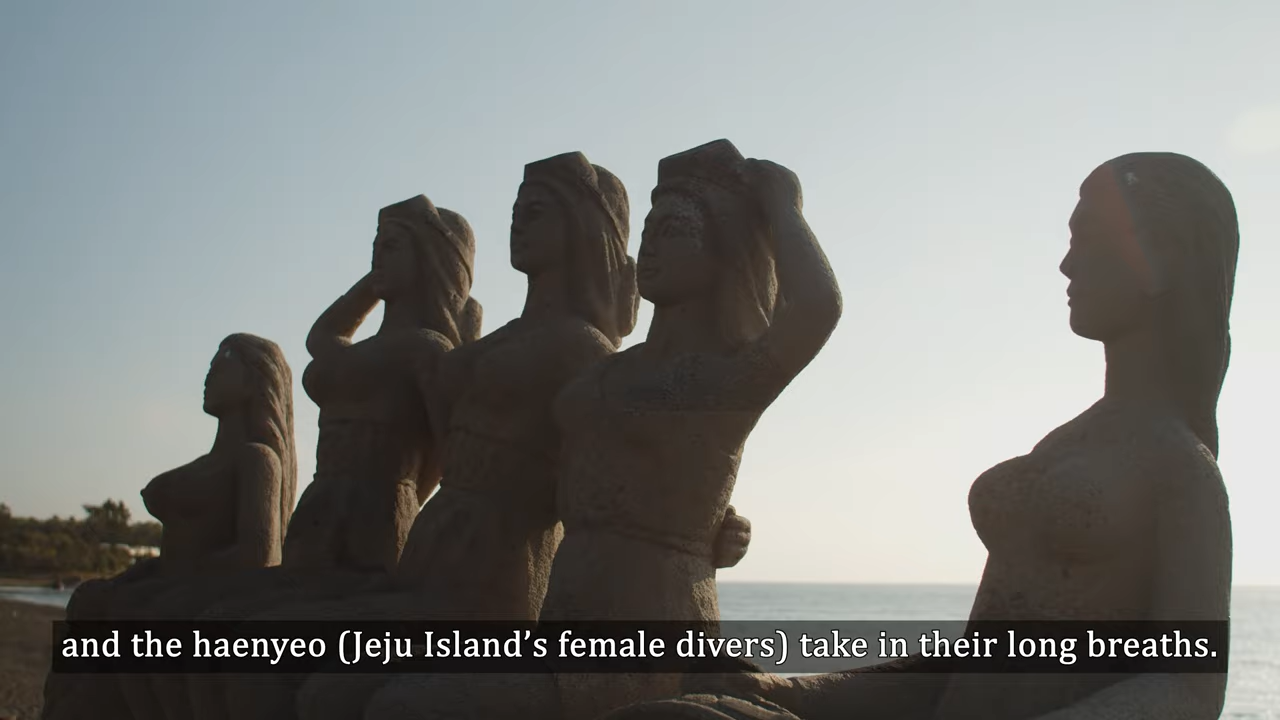 and the haenyeo (Jeju Island’s female divers) take in their long breaths.